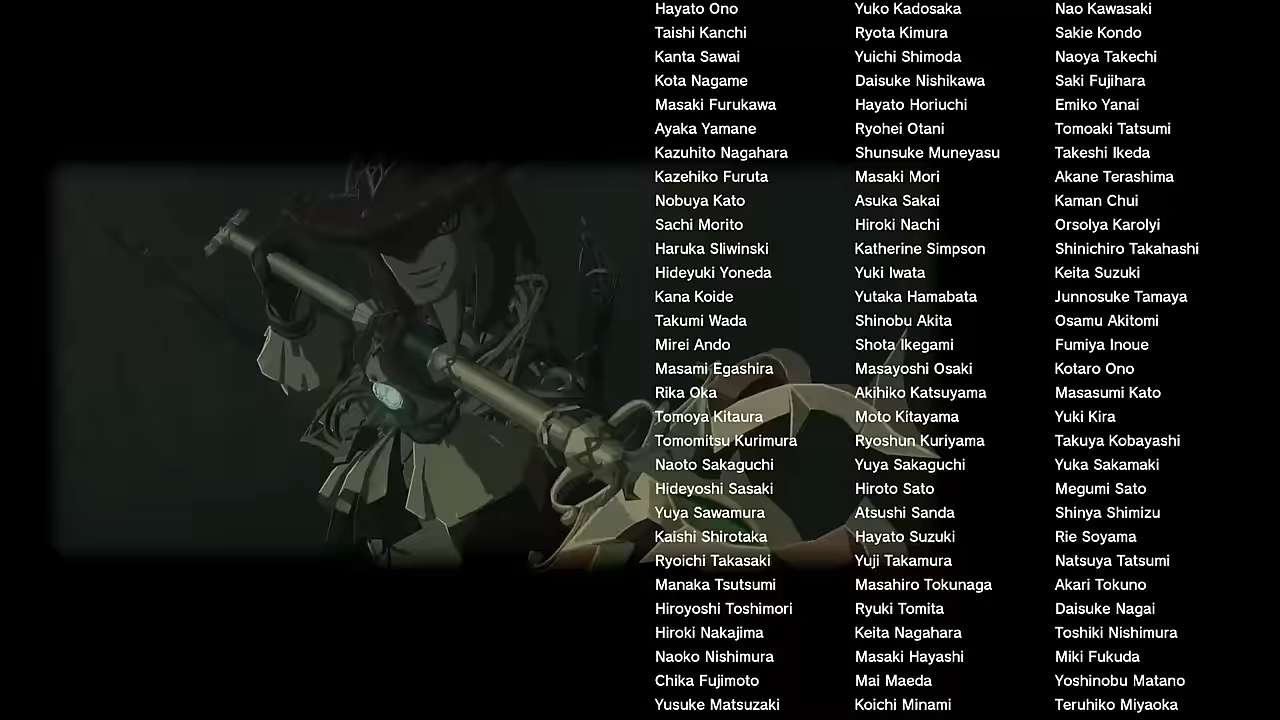 Hayato Ono Yuko Kadosaka Nao Kawasaki
Taishi Kanchi Ryota Kimura Sakie Kondo
Kanta Sawai Yuichi Shimoda Naoya Takechi
Kota Nagame Daisuke Nishikawa Saki Fujihara
Masaki Furukawa Hayato Horiuchi Emiko Yanai
Ayaka Yamane Ryohei Otani Tomoaki Tatsumi
Kazuhito Nagahara Shunsuke Muneyasu Takeshi Ikeda
Kazehiko Furuta Masaki Mori Akane Terashima
Nobuya Kato Asuka Sakai Kaman Chui
Sachi Morito Hiroki Nachi Orsolya Karolyi
Haruka Sliwinski Katherine Simpson Shinichiro Takahashi
Hideyuki Yoneda Yuki Iwata Keita Suzuki
Kana Koide Yutaka Hamabata Junnosuke Tamaya
Takumi Wada Shinobu Akita Osamu Akitomi
Mirei Ando Shota Ikegami Fumiya Inoue
Masami Egashira Masayoshi Osaki Kotaro Ono
Rika Oka Akihiko Katsuyama Masasumi Kato
Tomoya Kitaura Moto Kitayama Yuki Kira
Tomomitsu Kurimura Ryoshun Kuriyama Takuya Kobayashi
Naoto Sakaguchi Yuya Sakaguchi Yuka Sakamaki
Hideyoshi Sasaki Hiroto Sato Megumi Sato
Yuya Sawamura Atsushi Sanda Shinya Shimizu
Kaishi Shirotaka Hayato Suzuki Rie Soyama
Ryoichi Takasaki Yuji Takamura Natsuya Tatsumi
Manaka Tsutsumi Masahiro Tokunaga Akari Tokuno
Hiroyoshi Toshimori Ryuki Tomita Daisuke Nagai
Hiroki Nakajima Keita Nagahara Toshiki Nishimura
Naoko Nishimura Masaki Hayashi Miki Fukuda
Chika Fujimoto Mai Maeda Yoshinobu Matano
Yusuke Matsuzaki Koichi Minami Teruhiko Miyaoka